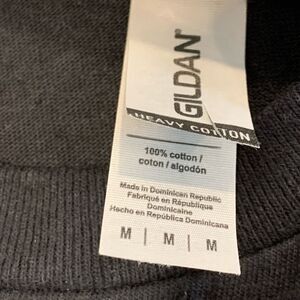 GILDAN®
HEAVY COTTON
100% cotton /
coton / algodón
Made in Dominican Republic
Fabriqué en République
Dominicaine
Hecho en República Dominicana
M | M | M